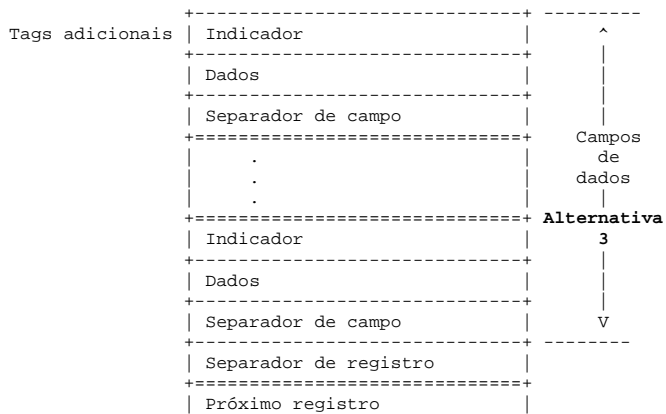 Tags adicionais | Indicador | ^
| Dados |
| Separador de campo |
| . | Campos
| . | de
| . | dados
Alternativa
| Indicador | 3
| Dados |
| Separador de campo | V
| Separador de registro |
| Próximo registro |